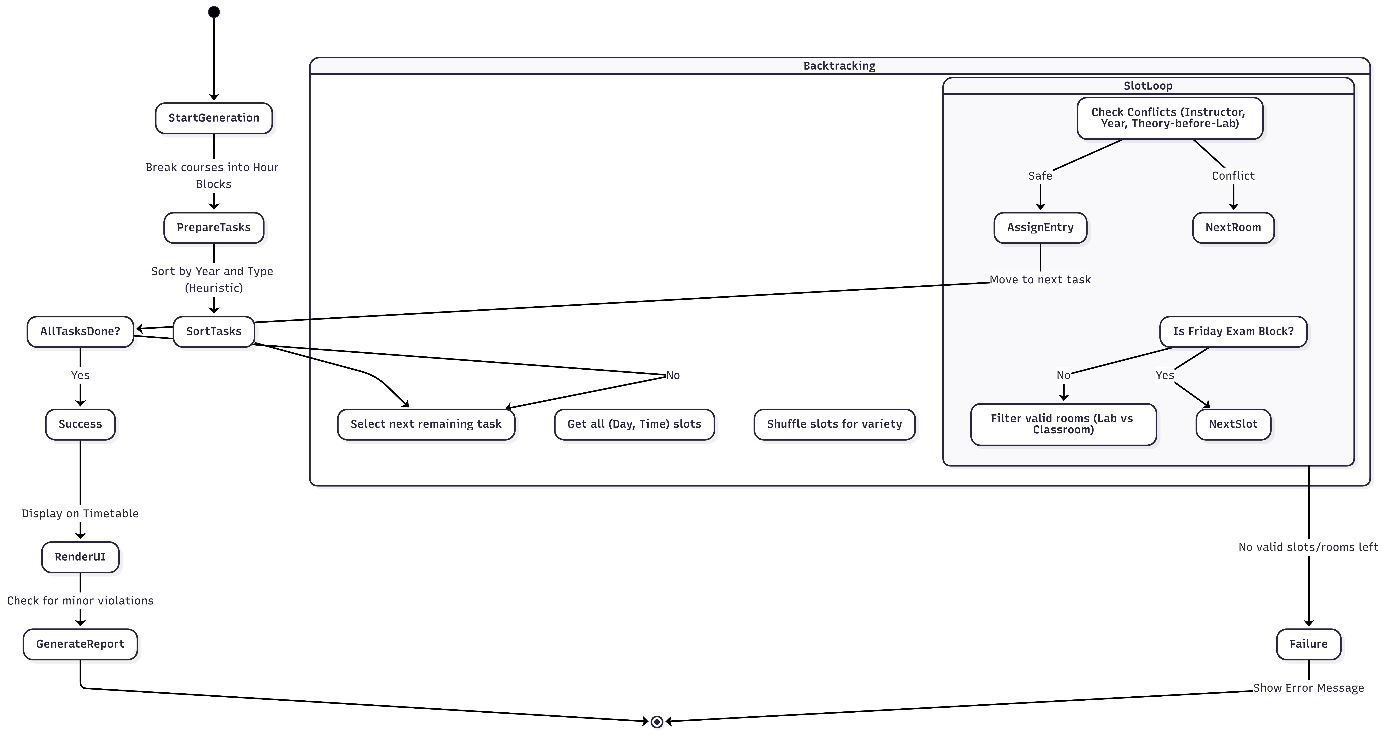 Backtracking
SlotLoop
StartGeneration
Check Conflicts (Instructor,
Year, Theory-before-Lab)
Break courses into Hour
Blocks
Safe
Conflict
PrepareTasks
AssignEntry
NextRoom
Sort by Year and Type
(Heuristic)
Move to next task
AllTasksDone?
SortTasks
Is Friday Exam Block?
Yes
No
No
Yes
Success
Select next remaining task
Get all (Day, Time) slots
Shuffle slots for variety
Filter valid rooms (Lab vs
Classroom)
NextSlot
Display on Timetable
RenderUI
No valid slots/rooms left
Check for minor violations
GenerateReport
Failure
Show Error Message